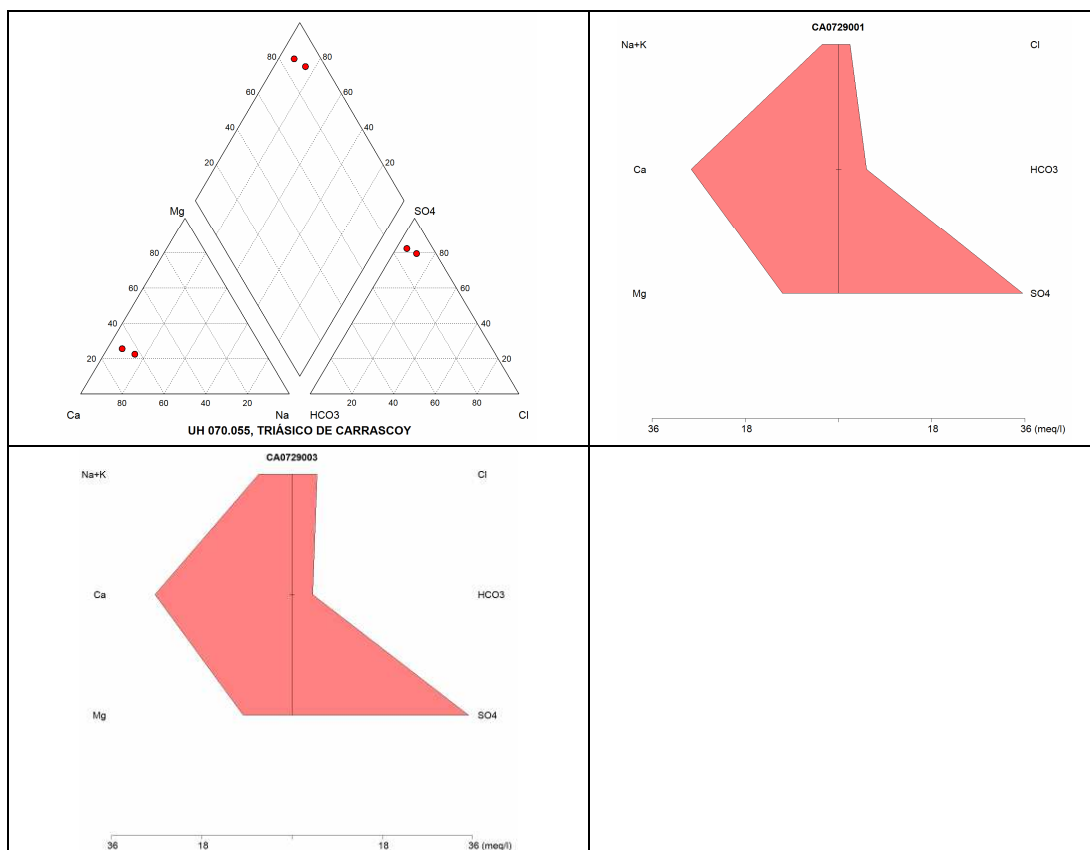 80 80
60 60
40 40
20 20
Mg SO4
80 80
60 60
40 40
20 20
80 60 40 20 20 40 60 80
Ca Na HCO3 Cl
UH 070.055, TRIÁSICO DE CARRASCOY
CA0729001
Na+K Cl
Ca HCO3
Mg SO4
36 18 18 36 (meq/l)
CA0729003
Na+K Cl
Ca HCO3
Mg SO4
36 18 18 36 (meq/l)